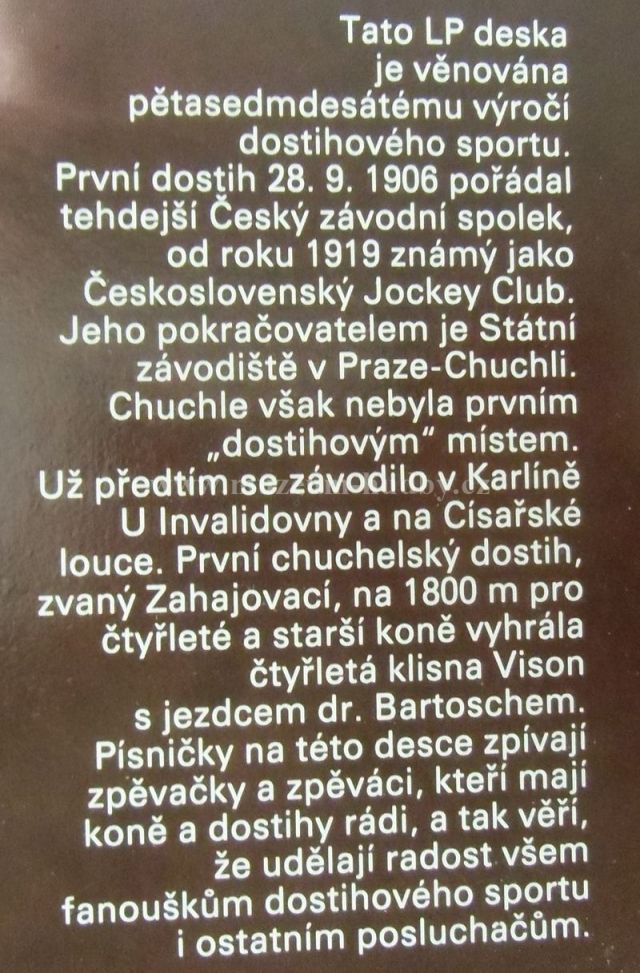 Tato LP deska
je věnována
pětasedmdesátému výročí
dostihového sportu.
První dostih 28. 9. 1906 pořádal
tehdejší Český závodní spolek,
od roku 1919 známý jako
Československý Jockey Club.
Jeho pokračovatelem je Státní
závodiště v Praze-Chuchli.
Chuchle však nebyla prvním
„dostihovým“ místem.
Už předtím se závodilo v Karlíně
U Invalidovny a na Císařské
louce. První chuchelský dostih,
zvaný Zahajovací, na 1800 m pro
čtyřleté a starší koně vyhrála
čtyřletá klisna Vison
s jezdcem dr. Bartoschem.
Písničky na této desce zpívají
zpěvačky a zpěváci, kteří mají
koně a dostihy rádi, a tak věří,
že udělají radost všem
fanouškům dostihového sportu
i ostatním posluchačům.